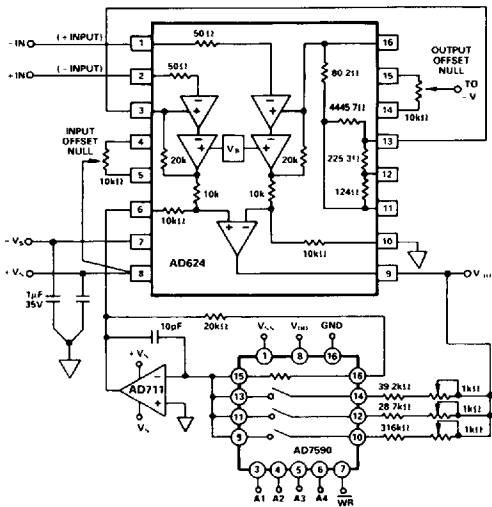 – IN
(+ INPUT)
1
50Ω
16
+IN
(– INPUT)
2
50Ω
80.2Ω
15
OUTPUT
OFFSET
NULL
TO
– V
3
4445.7Ω
14
10kΩ
INPUT
OFFSET
NULL
4
20k
V_B
20k
225.3Ω
13
10kΩ
5
10k
10k
124Ω
12
6
10kΩ
11
– V_S
7
10kΩ
10
+ V_S
8
AD624
9
1μF
35V
20kΩ
10pF
V_SS
V_DD
GND
+ V_S
1
8
16
AD711
15
16
39.2kΩ
1kΩ
13
14
28.7kΩ
1kΩ
11
12
316kΩ
1kΩ
– V_S
9
10
AD7590
3
4
5
6
7
A1
A2
A3
A4
WR